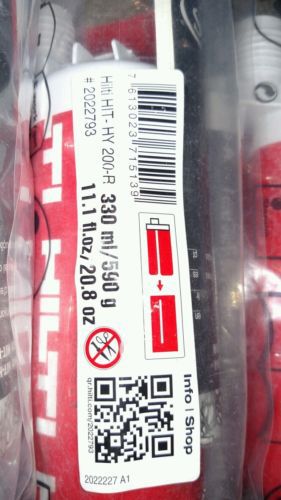 Hilti HIT- HY 200-R
# 2022793
330 ml/590 g
11.1 fl.oz/ 20.8 oz
7 613023 715139
Info | Shop
qr.hilti.com/2022793
2022227 A1
HILTI